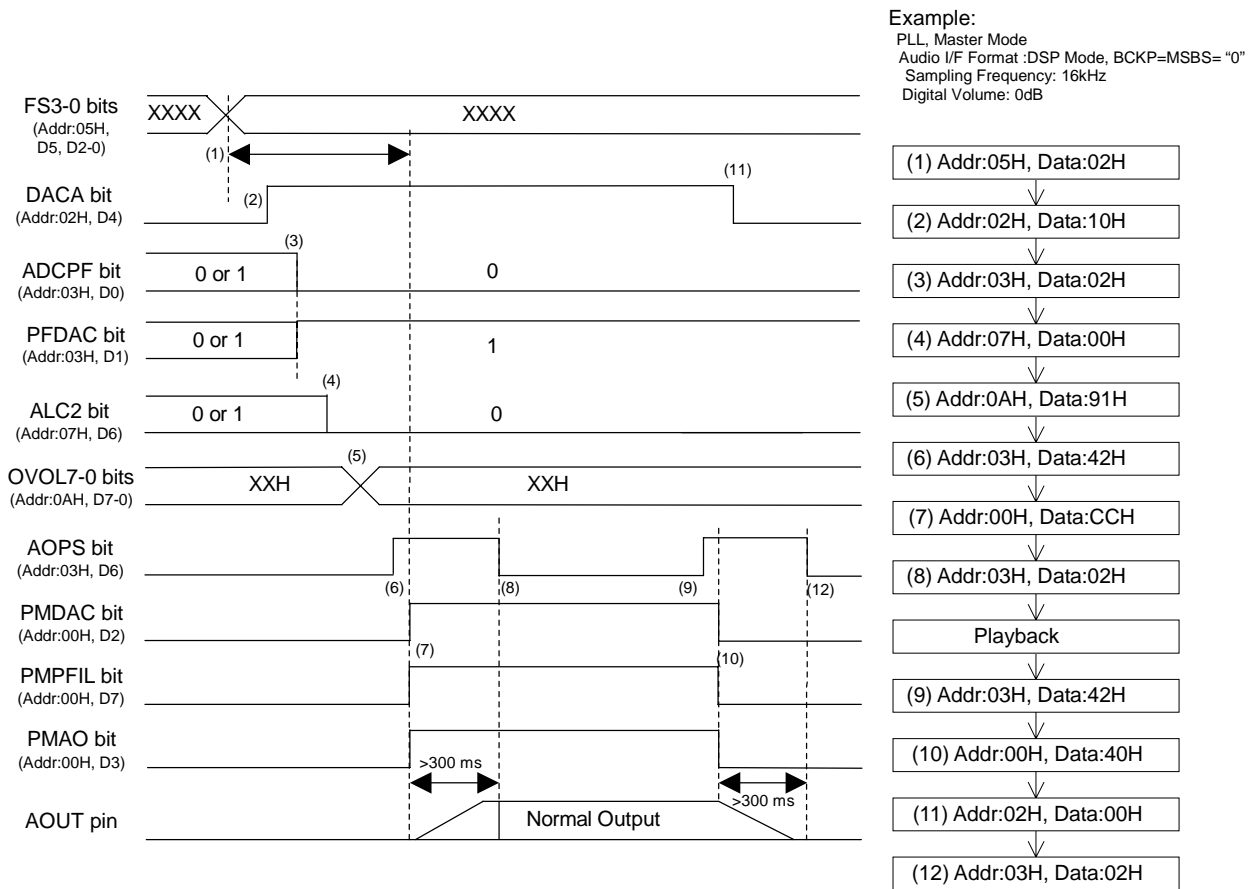 Example:
PLL, Master Mode
Audio I/F Format :DSP Mode, BCKP=MSBS= “0”
Sampling Frequency: 16kHz
Digital Volume: 0dB
FS3-0 bits
(Addr:05H,
D5, D2-0)
XXXX
XXXX
(1)
DACA bit
(Addr:02H, D4)
(2)
(11)
ADCPF bit
(Addr:03H, D0)
0 or 1
(3)
0
PFDAC bit
(Addr:03H, D1)
0 or 1
1
ALC2 bit
(Addr:07H, D6)
0 or 1
(4)
0
OVOL7-0 bits
(Addr:0AH, D7-0)
XXH
(5)
XXH
AOPS bit
(Addr:03H, D6)
(6)
(8)
(9)
(12)
PMDAC bit
(Addr:00H, D2)
(7)
(10)
PMPFIL bit
(Addr:00H, D7)
PMAO bit
(Addr:00H, D3)
>300 ms
>300 ms
AOUT pin
Normal Output
(1) Addr:05H, Data:02H
(2) Addr:02H, Data:10H
(3) Addr:03H, Data:02H
(4) Addr:07H, Data:00H
(5) Addr:0AH, Data:91H
(6) Addr:03H, Data:42H
(7) Addr:00H, Data:CCH
(8) Addr:03H, Data:02H
Playback
(9) Addr:03H, Data:42H
(10) Addr:00H, Data:40H
(11) Addr:02H, Data:00H
(12) Addr:03H, Data:02H